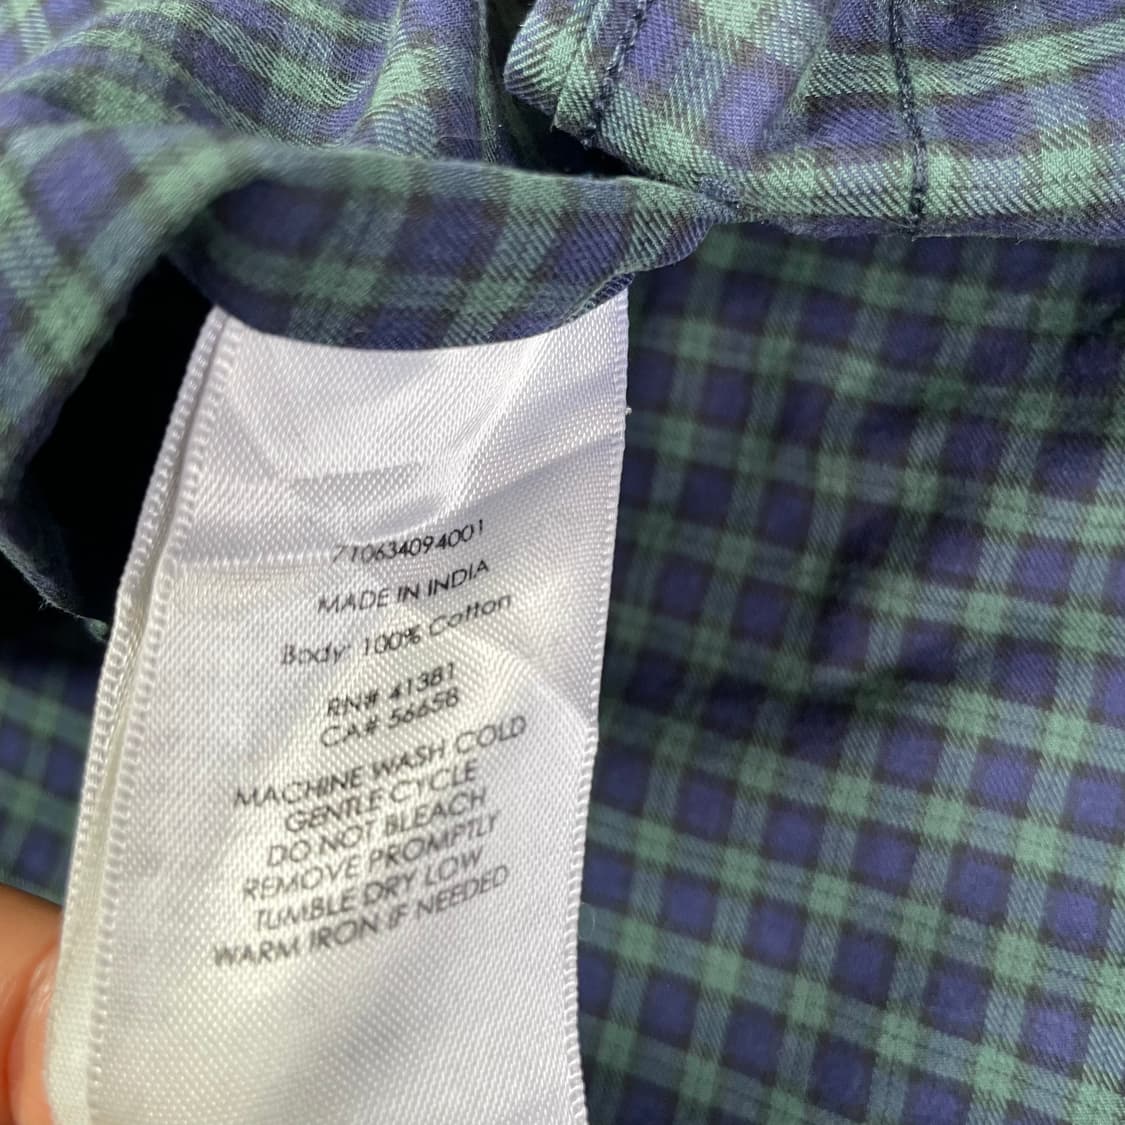 710634094001
MADE IN INDIA
Body: 100% Cotton
RN# 41381
CA# 56658
MACHINE WASH COLD
GENTLE CYCLE
DO NOT BLEACH
REMOVE PROMPTLY
TUMBLE DRY LOW
WARM IRON IF NEEDED